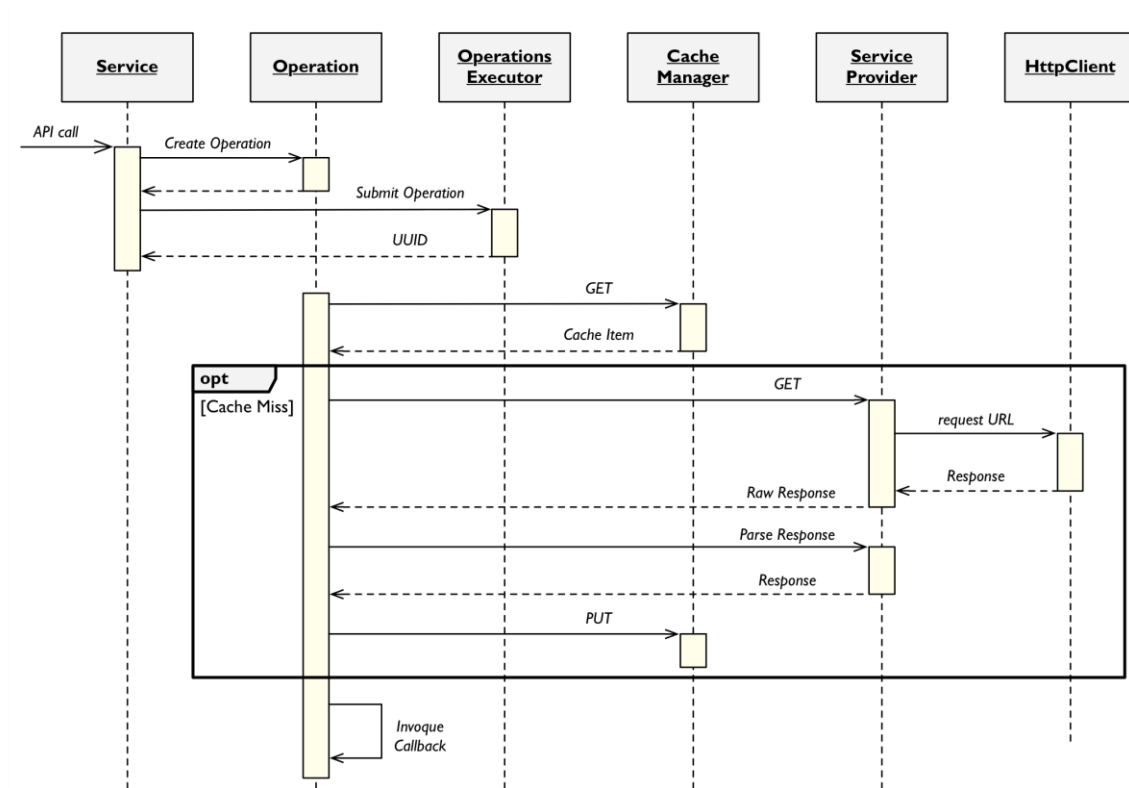 Service
Operation
Operations
Executor
Cache
Manager
Service
Provider
HttpClient
API call
Create Operation
Submit Operation
UUID
GET
Cache Item
opt
[Cache Miss]
GET
request URL
Response
Raw Response
Parse Response
Response
PUT
Invoque
Callback